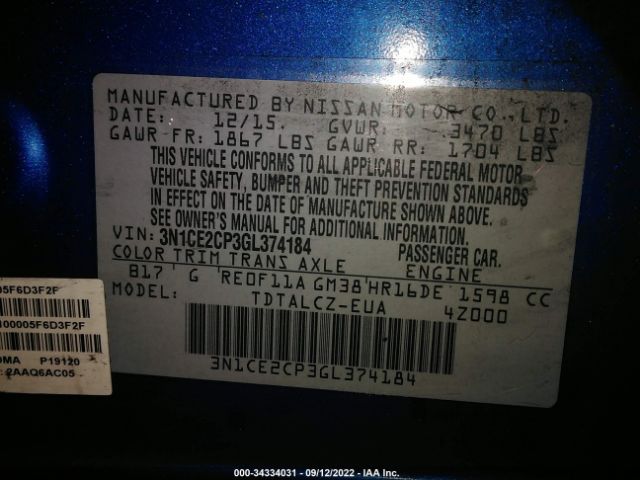 MANUFACTURED BY NISSAN MOTOR CO., LTD.
DATE: 12/15. GVWR: 3470 LBS
GAWR FR: 1867 LBS GAWR RR: 1704 LBS
THIS VEHICLE CONFORMS TO ALL APPLICABLE FEDERAL MOTOR
VEHICLE SAFETY, BUMPER AND THEFT PREVENTION STANDARDS
IN EFFECT ON THE DATE OF MANUFACTURE SHOWN ABOVE.
SEE OWNER'S MANUAL FOR ADDITIONAL INFORMATION.
VIN: 3N1CE2CP3GL374184 PASSENGER CAR.
COLOR TRIM TRANS AXLE ENGINE
B17 G RE0F11A GM38 HR16DE 1598 CC
MODEL: TDTALCZ-EUA 4Z000
3N1CE2CP3GL374184
05F6D3F2F
100005F6D3F2F
OMA P19120
: 2AAQ6AC05
000-34334031 - 09/12/2022 - IAA Inc.